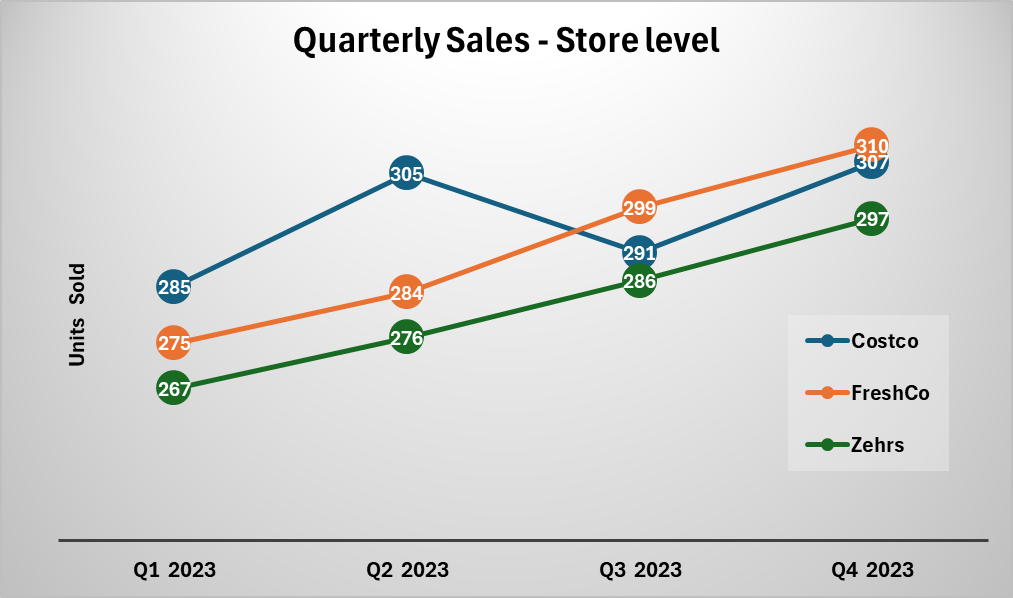 Quarterly Sales - Store level
310
305
307
299
297
291
285
284
286
275
276
267
Units Sold
Costco
FreshCo
Zehrs
Q1 2023 Q2 2023 Q3 2023 Q4 2023